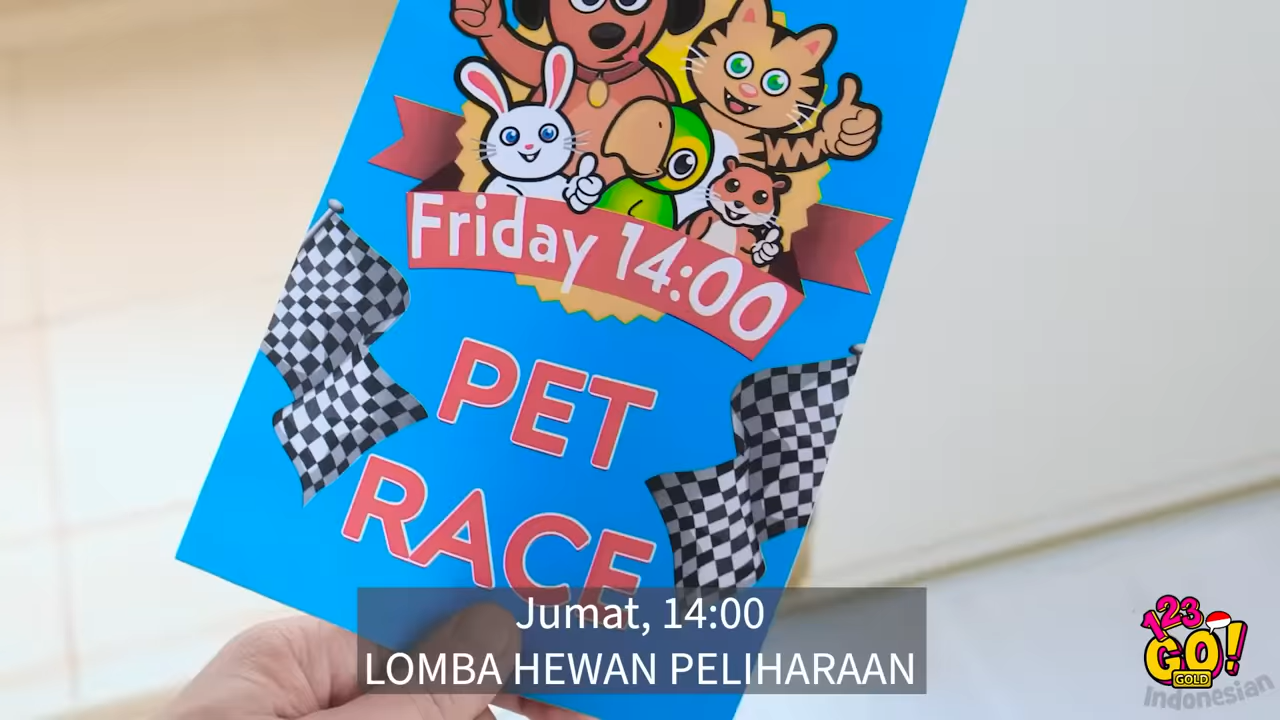 Friday 14:00
PET
RACE
Jumat, 14:00
LOMBA HEWAN PELIHARAAN
123
GO!
GOLD
Indonesian